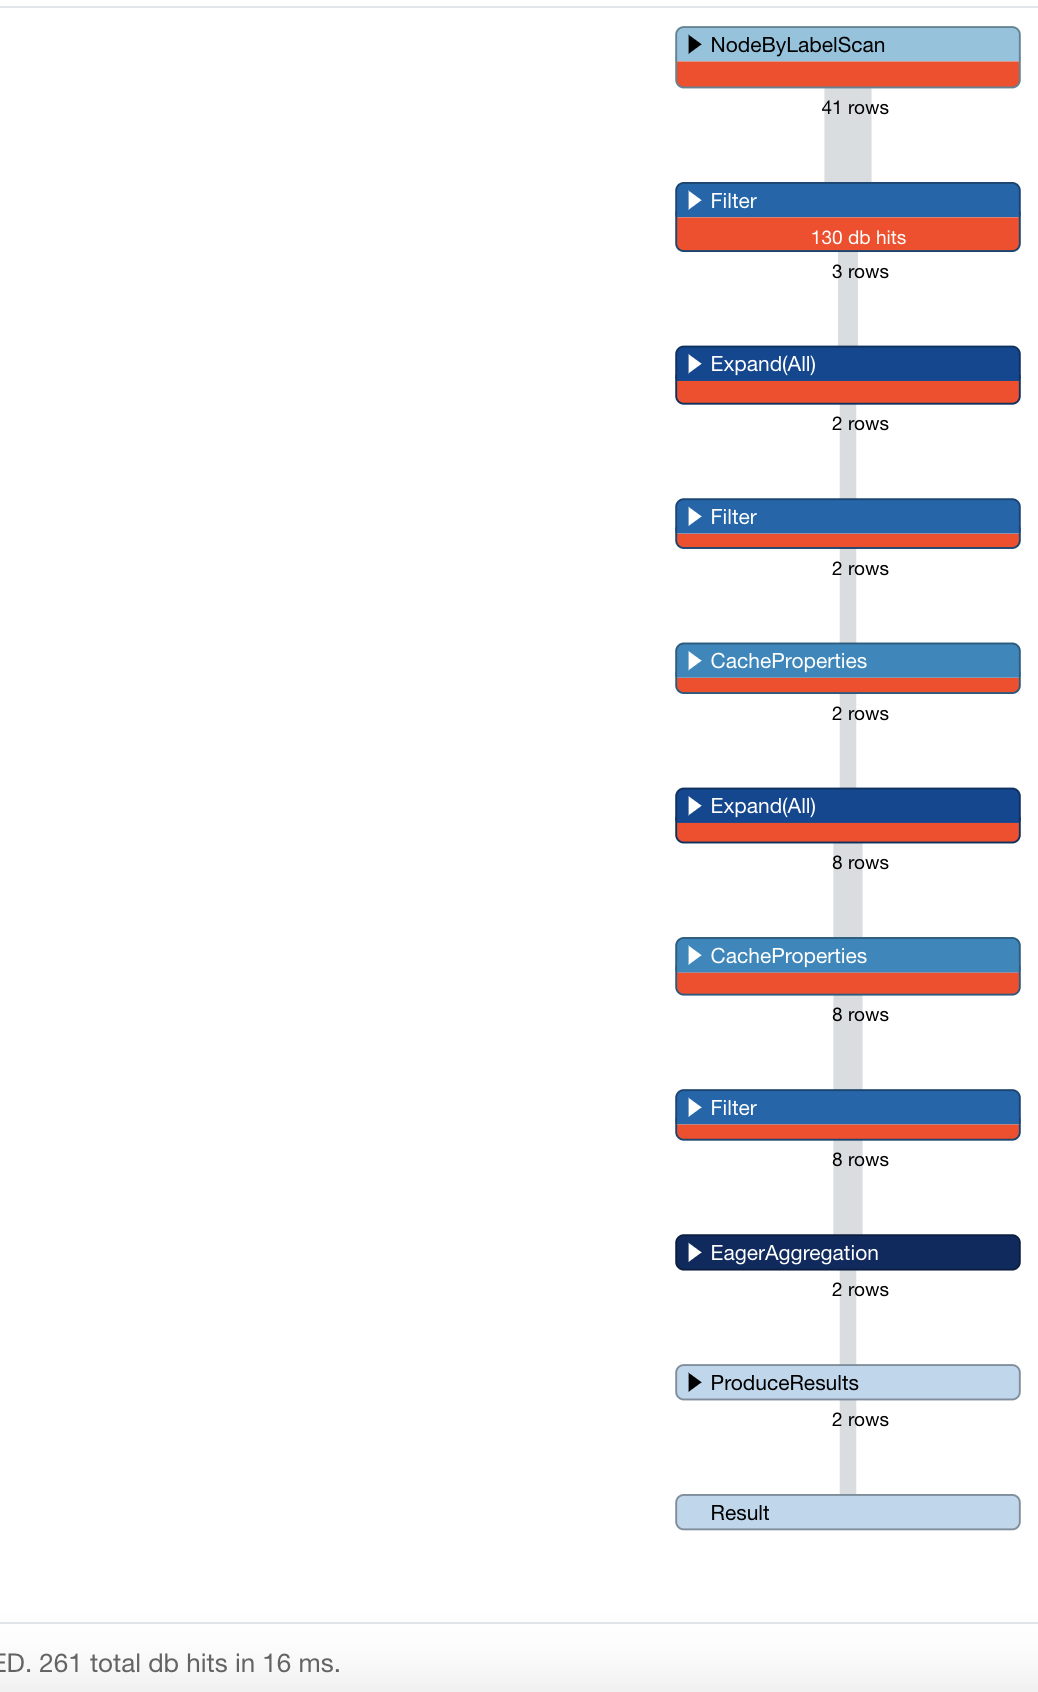 NodeByLabelScan
41 rows
Filter
130 db hits
3 rows
Expand(All)
2 rows
Filter
2 rows
CacheProperties
2 rows
Expand(All)
8 rows
CacheProperties
8 rows
Filter
8 rows
EagerAggregation
2 rows
ProduceResults
2 rows
Result
ED. 261 total db hits in 16 ms.